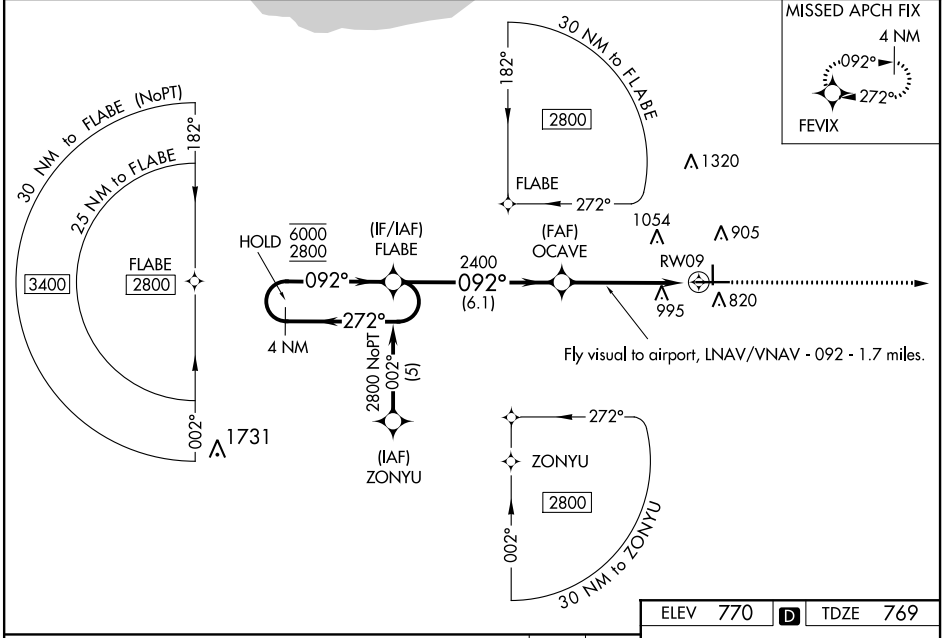 MISSED APCH FIX
4 NM
092°
272°
FEVIX
30 NM to FLABE
182°
2800
FLABE
272°
30 NM to FLABE (NoPT)
182°
25 NM to FLABE
3400
FLABE
2800
002°
1731
1320
1054
905
RW09
995
820
HOLD
6000
2800
(IF/IAF)
FLABE
092°
272°
4 NM
2400
092°
(6.1)
(FAF)
OCAVE
2800 NoPT
002°
(5)
(IAF)
ZONYU
Fly visual to airport, LNAV/VNAV - 092 - 1.7 miles.
272°
ZONYU
2800
002°
30 NM to ZONYU
ELEV 770 D TDZE 769